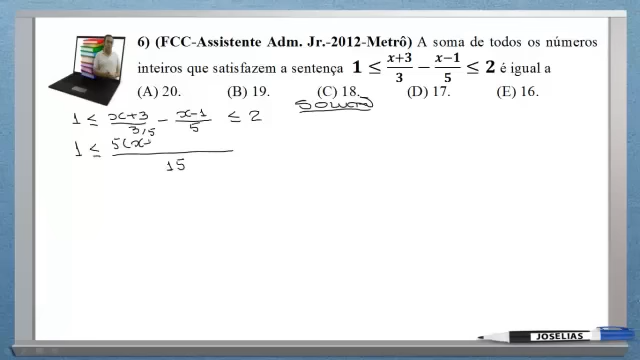 6) (FCC-Assistente Adm. Jr.-2012-Metrô) A soma de todos os números
inteiros que satisfazem a sentença 1 ≤ x+3/3 − x−1/5 ≤ 2 é igual a
(A) 20. (B) 19. (C) 18. (D) 17. (E) 16.
1 ≤ x+3/3 - x-1/5 ≤ 2
3,5
1 ≤ 5(x
15
JOSELIAS